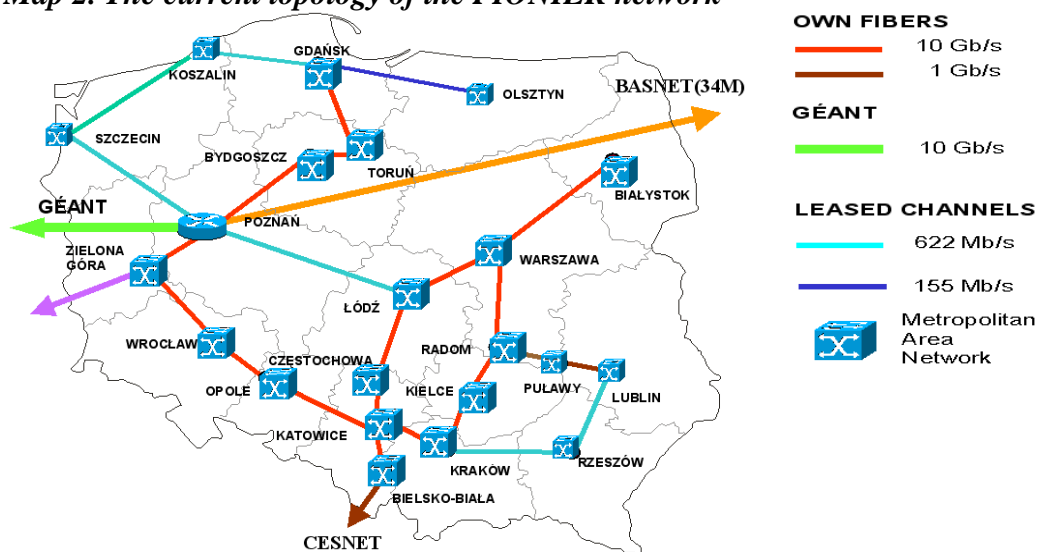 Map 2. The current topology of the PIONIER network
GDAŃSK
KOSZALIN
OLSZTYN
BASNET(34M)
SZCZECIN
BYDGOSZCZ
TORUŃ
BIAŁYSTOK
GÉANT
POZNAŃ
ZIELONA
GÓRA
WARSZAWA
ŁÓDŹ
WROCŁAW
CZĘSTOCHOWA
RADOM
OPOLE
KIELCE
PUŁAWY
LUBLIN
KATOWICE
KRAKÓW
RZESZÓW
BIELSKO-BIAŁA
CESNET
OWN FIBERS
10 Gb/s
1 Gb/s
GÉANT
10 Gb/s
LEASED CHANNELS
622 Mb/s
155 Mb/s
Metropolitan
Area
Network